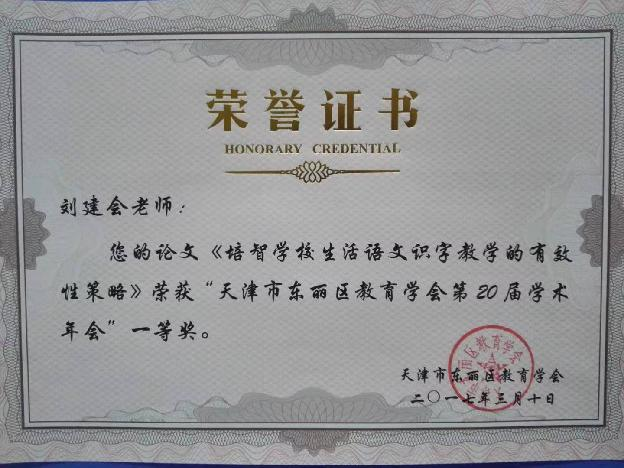 荣誉证书
HONORARY CREDENTIAL
刘建会老师：
您的论文《培智学校生活语文识字教学的有效
性策略》荣获“天津市东丽区教育学会第20届学术
年会”一等奖。
天津市东丽区教育学会
二〇一七年三月十日